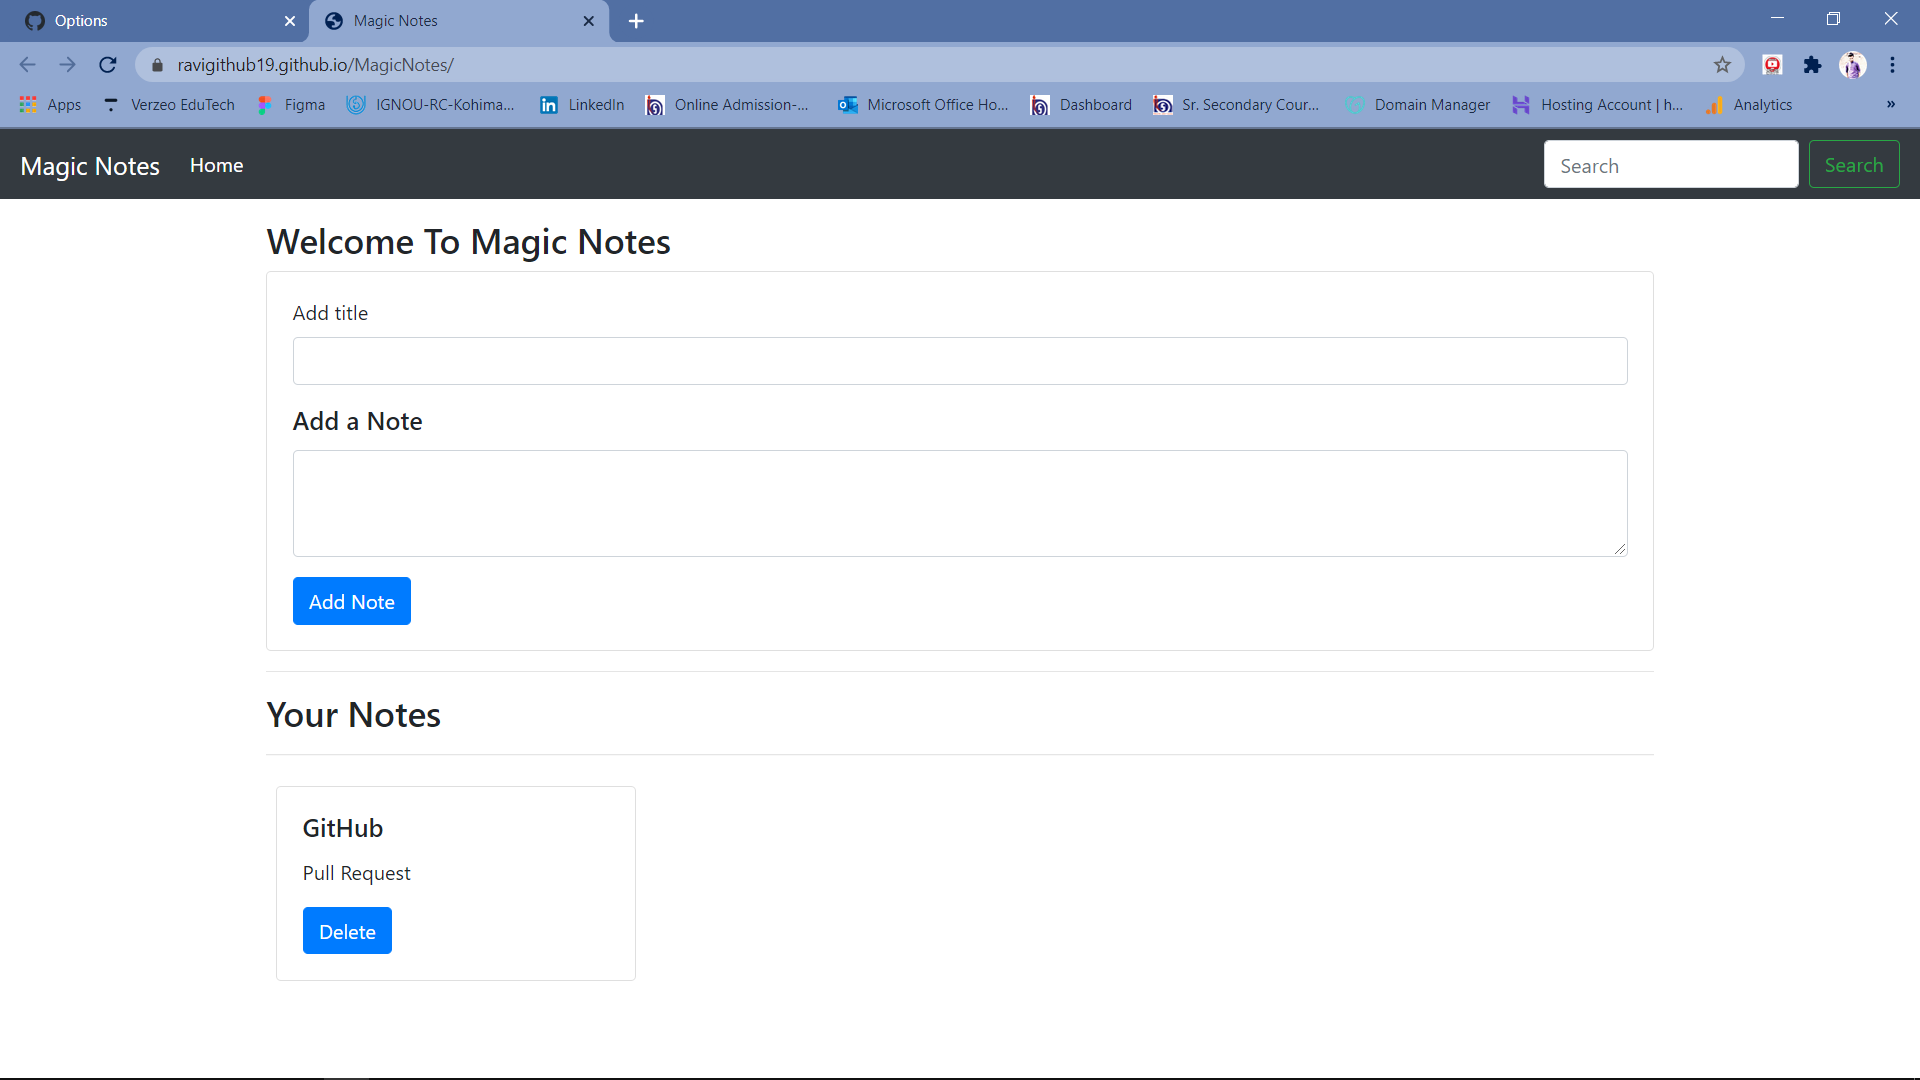 Options
Magic Notes
ravigithub19.github.io/MagicNotes/
Apps Verzeo EduTech Figma IGNOU-RC-Kohima... LinkedIn Online Admission-... Microsoft Office Ho... Dashboard Sr. Secondary Cour... Domain Manager Hosting Account | h... Analytics »
Magic Notes Home Search Search
Welcome To Magic Notes
Add title
Add a Note
Add Note
Your Notes
GitHub
Pull Request
Delete